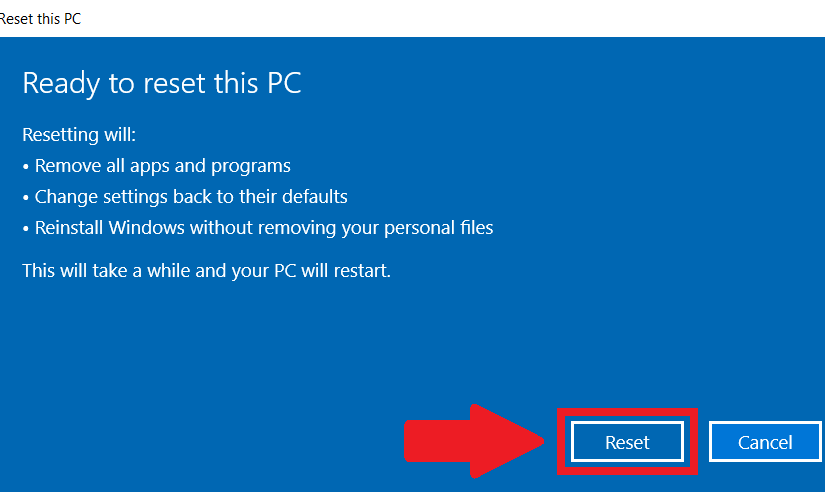 Reset this PC
Ready to reset this PC
Resetting will:
• Remove all apps and programs
• Change settings back to their defaults
• Reinstall Windows without removing your personal files
This will take a while and your PC will restart.
Reset
Cancel